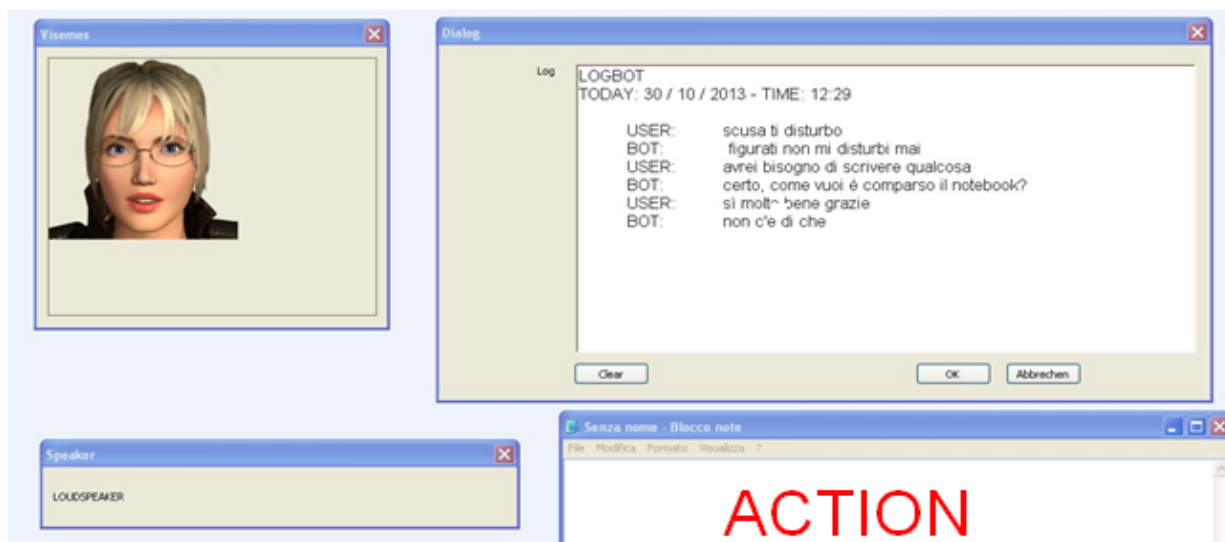 Visemes
Dialog
Log
LOGBOT
TODAY: 30 / 10 / 2013 - TIME: 12:29
USER: scusa ti disturbo
BOT: figurati non mi disturbi mai
USER: avrei bisogno di scrivere qualcosa
BOT: certo, come vuoi é comparso il notebook?
USER: sì bene grazie
BOT: non c'e di che
Clear OK Abbrechen
Speaker
LOUDSPEAKER
Senza nome - Blocco note
File Modifica Formato Visualizza ?
ACTION